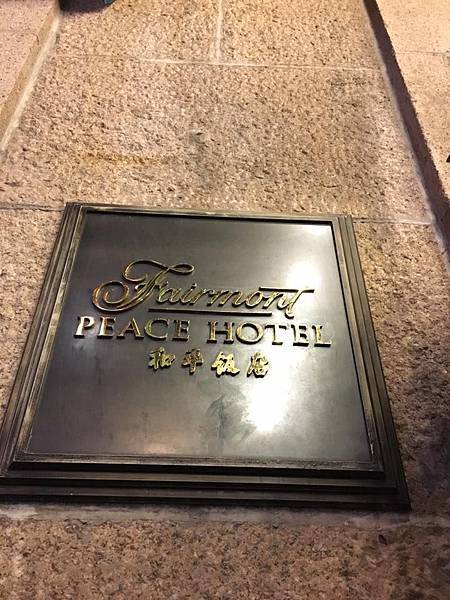 Fairmont
PEACE HOTEL
和平饭店